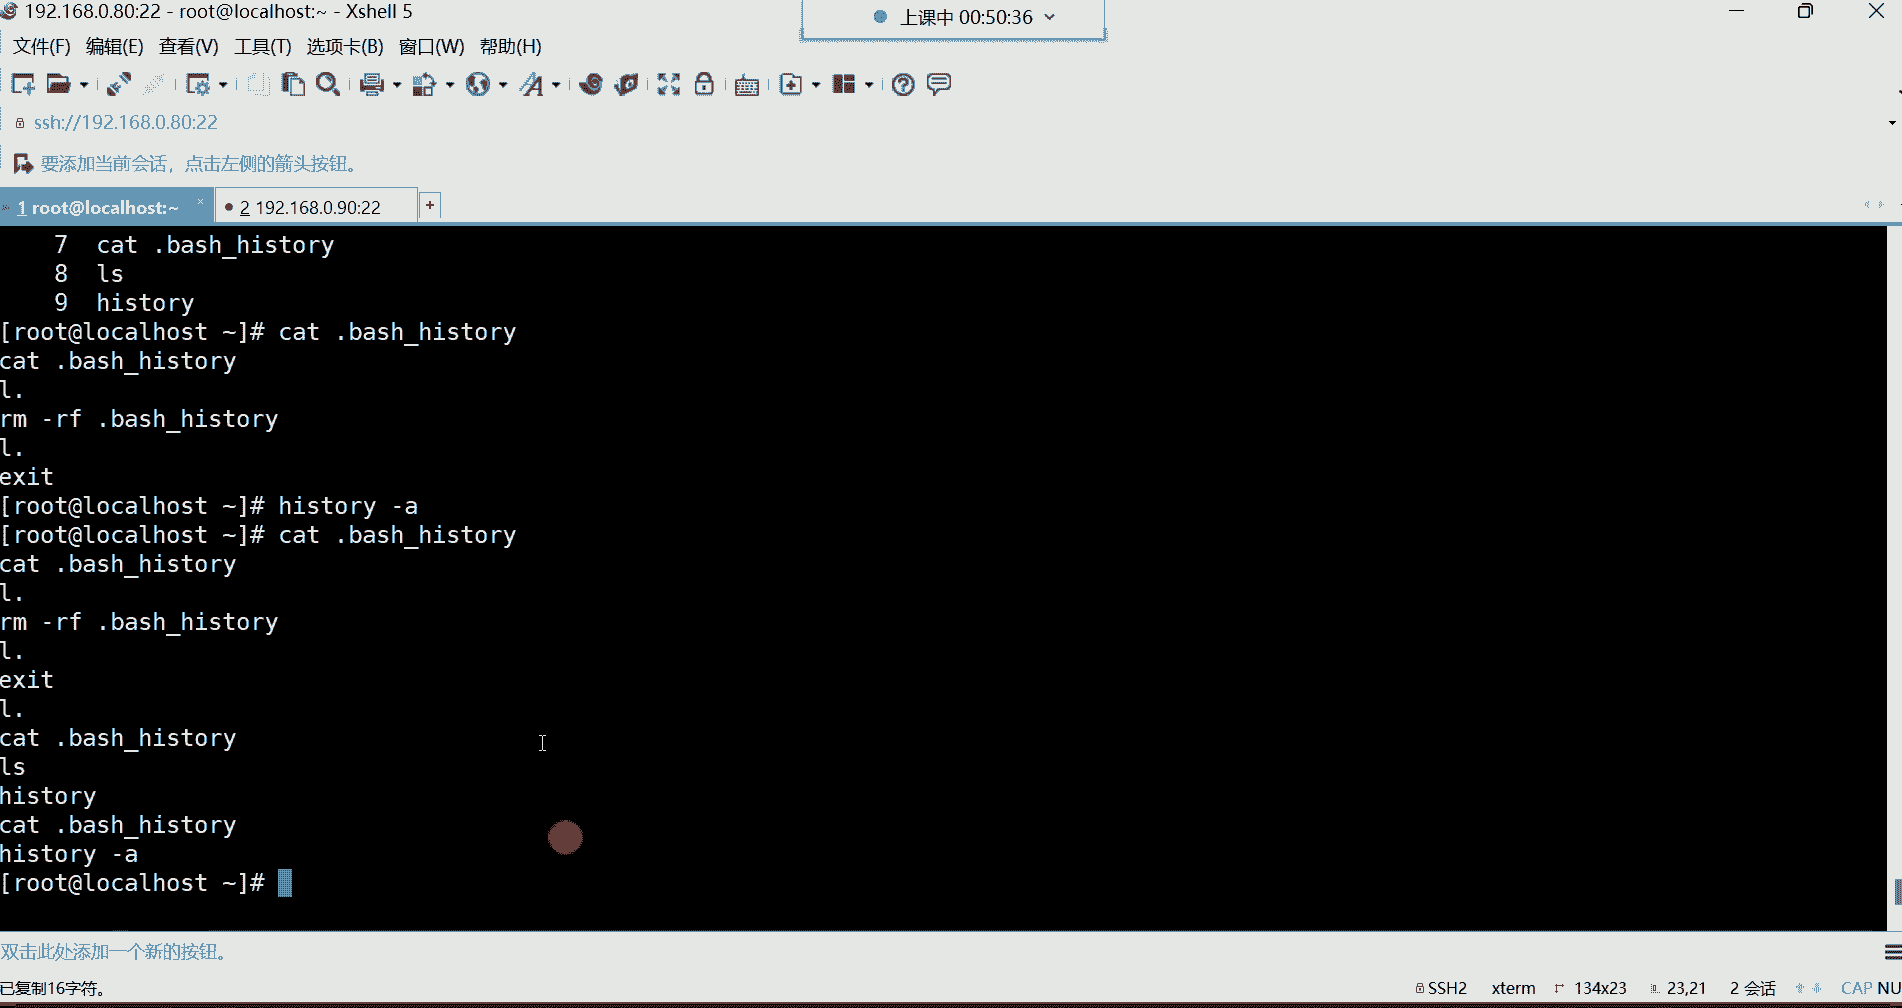 192.168.0.80:22 - root@localhost:~ - Xshell 5
上课中 00:50:36
文件(F) 编辑(E) 查看(V) 工具(T) 选项卡(B) 窗口(W) 帮助(H)
ssh://192.168.0.80:22
要添加当前会话，点击左侧的箭头按钮。
1 root@localhost:~ × 2 192.168.0.90:22 +
7 cat .bash_history
8 ls
9 history
[root@localhost ~]# cat .bash_history
cat .bash_history
l.
rm -rf .bash_history
l.
exit
[root@localhost ~]# history -a
[root@localhost ~]# cat .bash_history
cat .bash_history
l.
rm -rf .bash_history
l.
exit
l.
cat .bash_history
ls
history
cat .bash_history
history -a
[root@localhost ~]#
双击此处添加一个新的按钮。
已复制16字符。 SSH2 xterm 134x23 23,21 2 会话 CAP NU